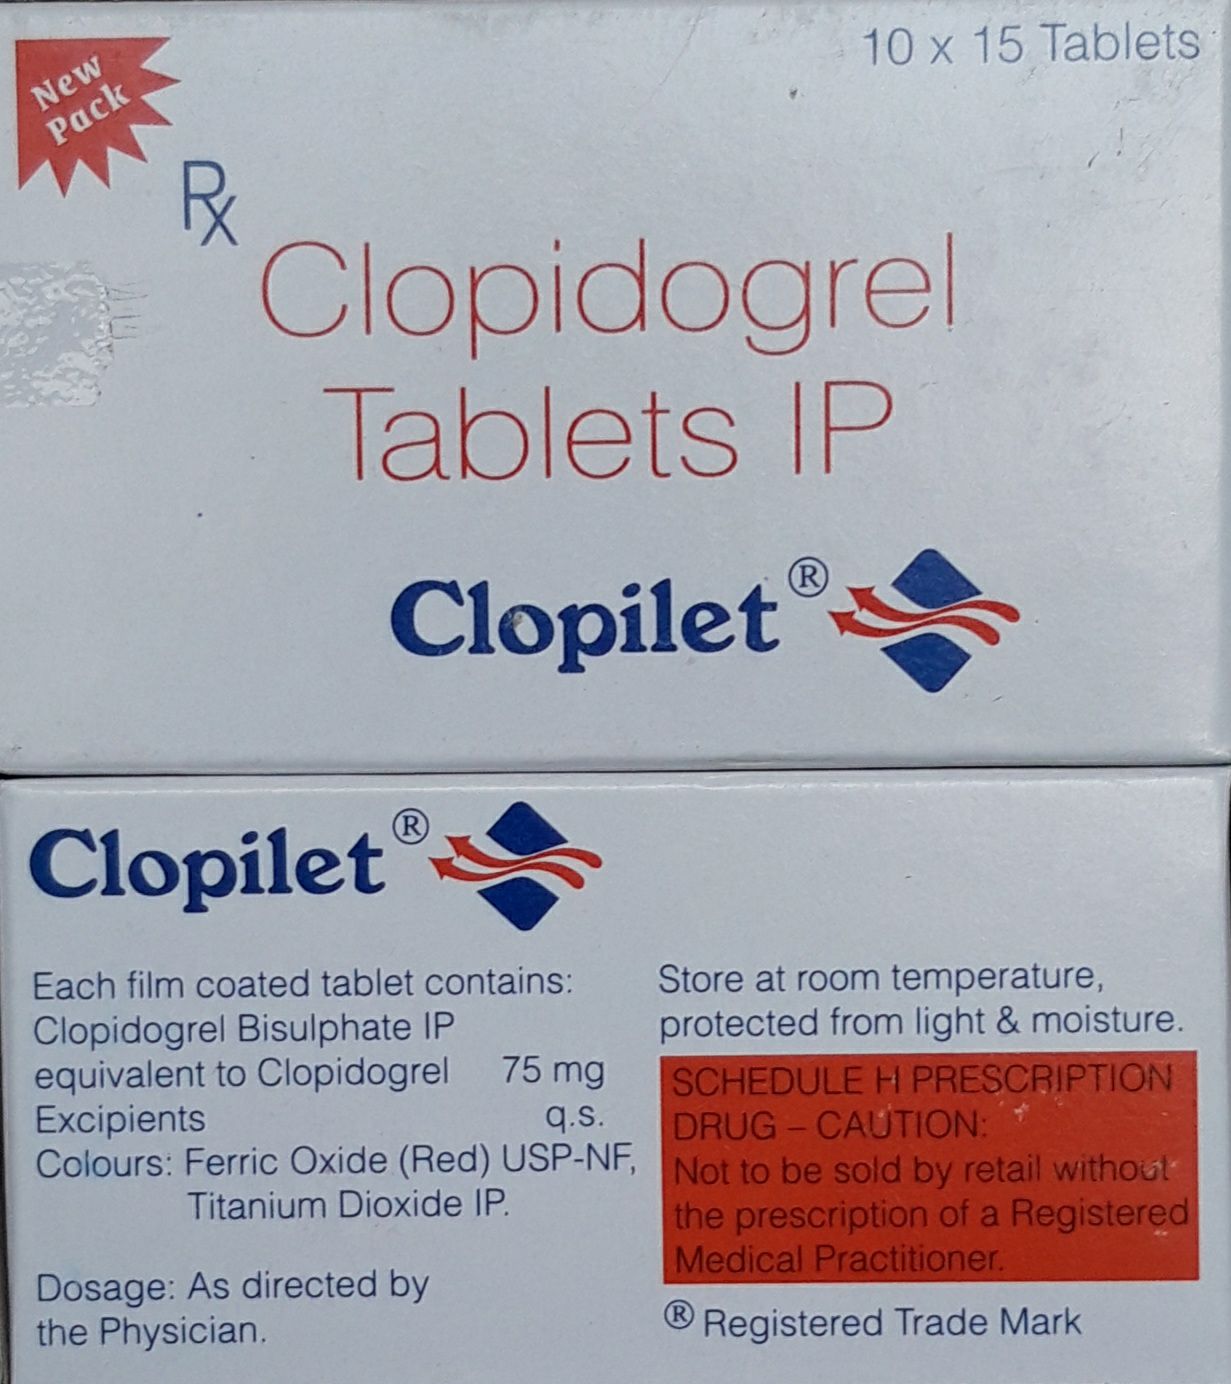 New
Pack
10 x 15 Tablets
Rx
Clopidogrel
Tablets IP
Clopilet®
Clopilet®
Each film coated tablet contains:
Clopidogrel Bisulphate IP
equivalent to Clopidogrel 75 mg
Excipients q.s.
Colours: Ferric Oxide (Red) USP-NF,
Titanium Dioxide IP.
Dosage: As directed by
the Physician.
Store at room temperature,
protected from light & moisture.
SCHEDULE H PRESCRIPTION
DRUG – CAUTION:
Not to be sold by retail without
the prescription of a Registered
Medical Practitioner.
® Registered Trade Mark